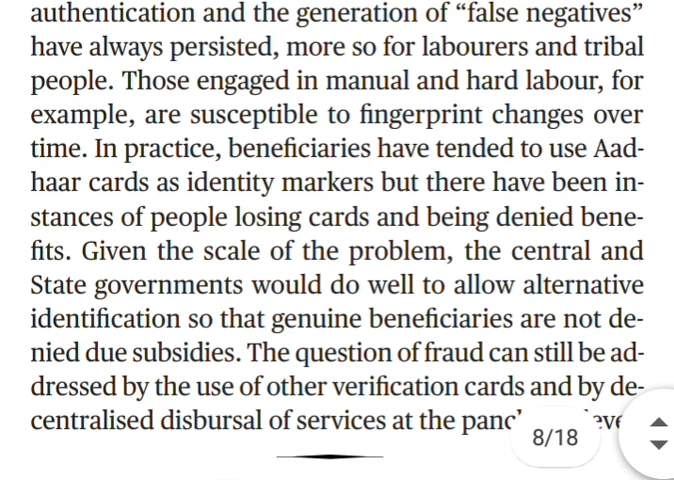 authentication and the generation of “false negatives”
have always persisted, more so for labourers and tribal
people. Those engaged in manual and hard labour, for
example, are susceptible to fingerprint changes over
time. In practice, beneficiaries have tended to use Aad-
haar cards as identity markers but there have been in-
stances of people losing cards and being denied bene-
fits. Given the scale of the problem, the central and
State governments would do well to allow alternative
identification so that genuine beneficiaries are not de-
nied due subsidies. The question of fraud can still be ad-
dressed by the use of other verification cards and by de-
centralised disbursal of services at the
8/18